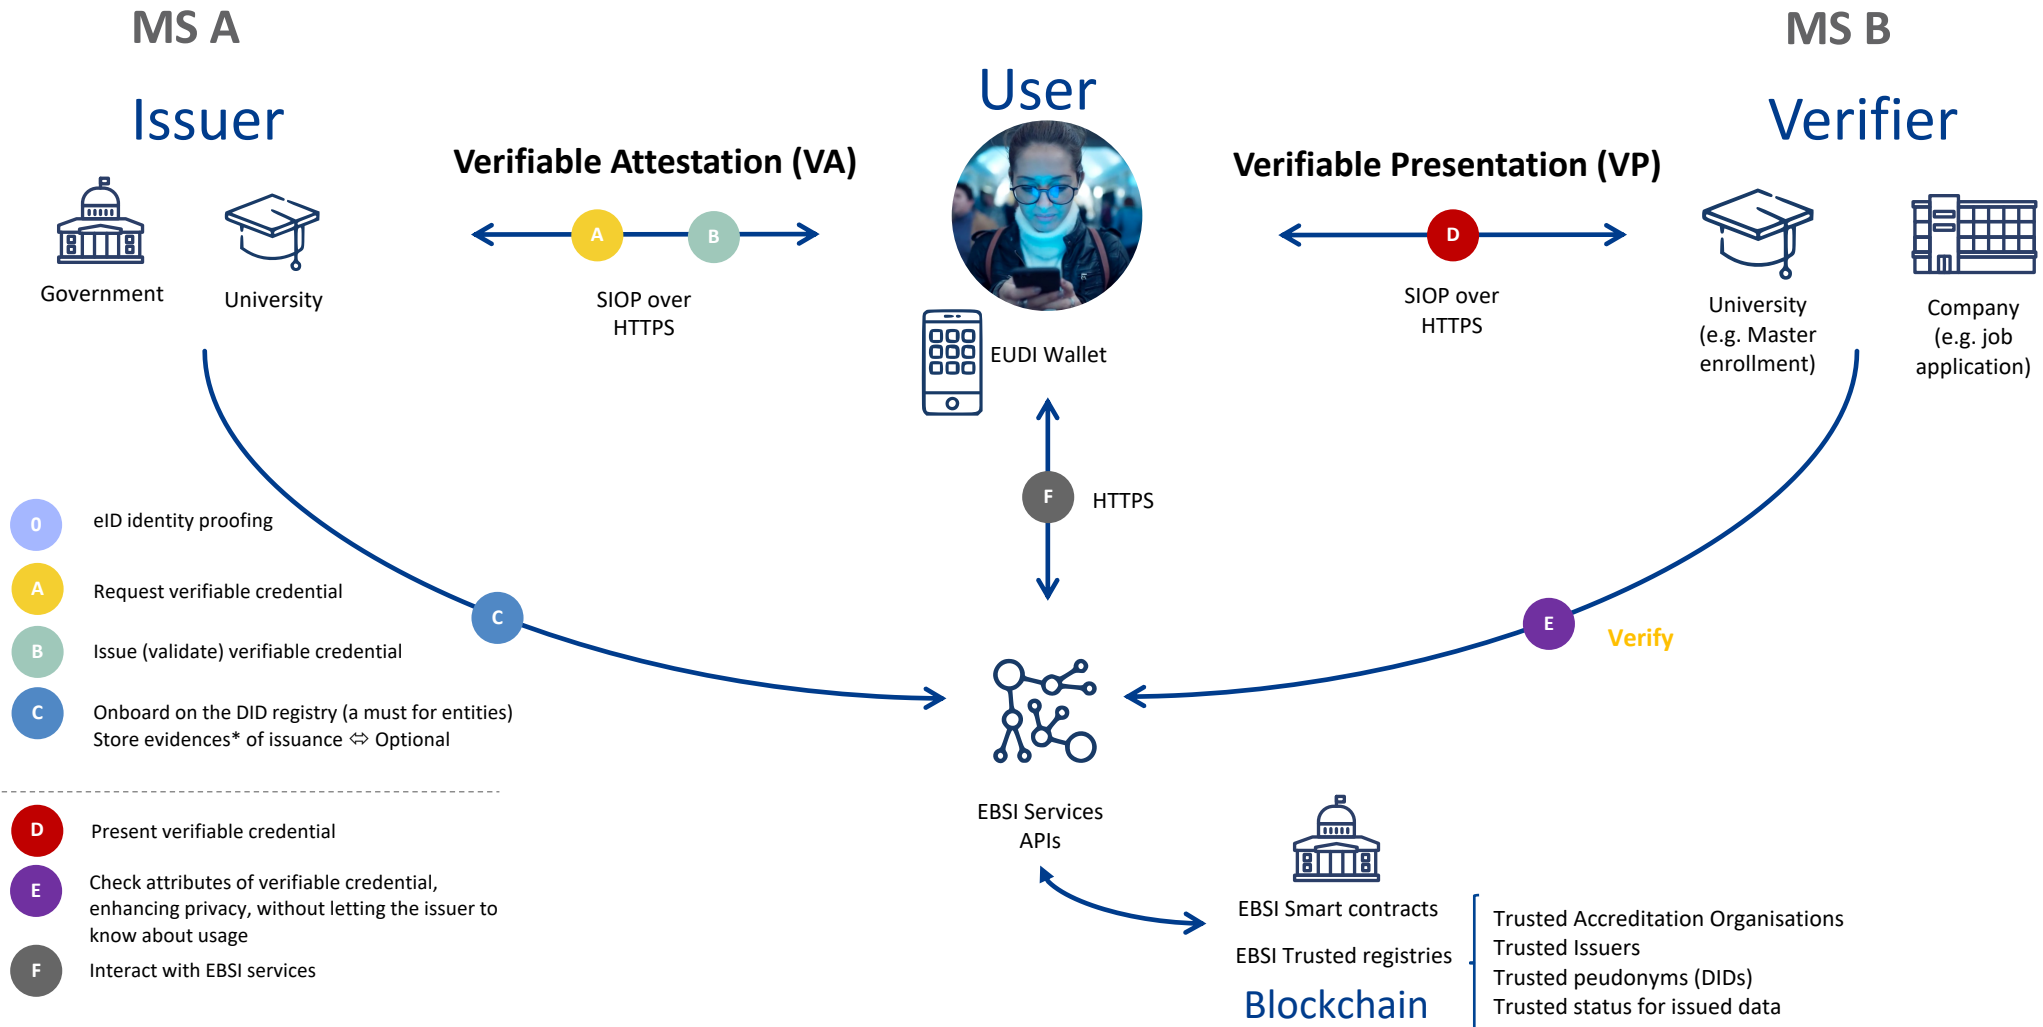 MS A
MS B
Issuer
User
Verifier
Verifiable Attestation (VA)
Verifiable Presentation (VP)
A
B
D
Government
University
SIOP over
HTTPS
SIOP over
HTTPS
EUDI Wallet
University
(e.g. Master
enrollment)
Company
(e.g. job
application)
F
HTTPS
0
eID identity proofing
A
Request verifiable credential
B
Issue (validate) verifiable credential
C
Onboard on the DID registry (a must for entities)
Store evidences* of issuance ⇔ Optional
C
E
Verify
D
Present verifiable credential
E
Check attributes of verifiable credential,
enhancing privacy, without letting the issuer to
know about usage
F
Interact with EBSI services
EBSI Services
APIs
EBSI Smart contracts
EBSI Trusted registries
Blockchain
Trusted Accreditation Organisations
Trusted Issuers
Trusted peudonyms (DIDs)
Trusted status for issued data